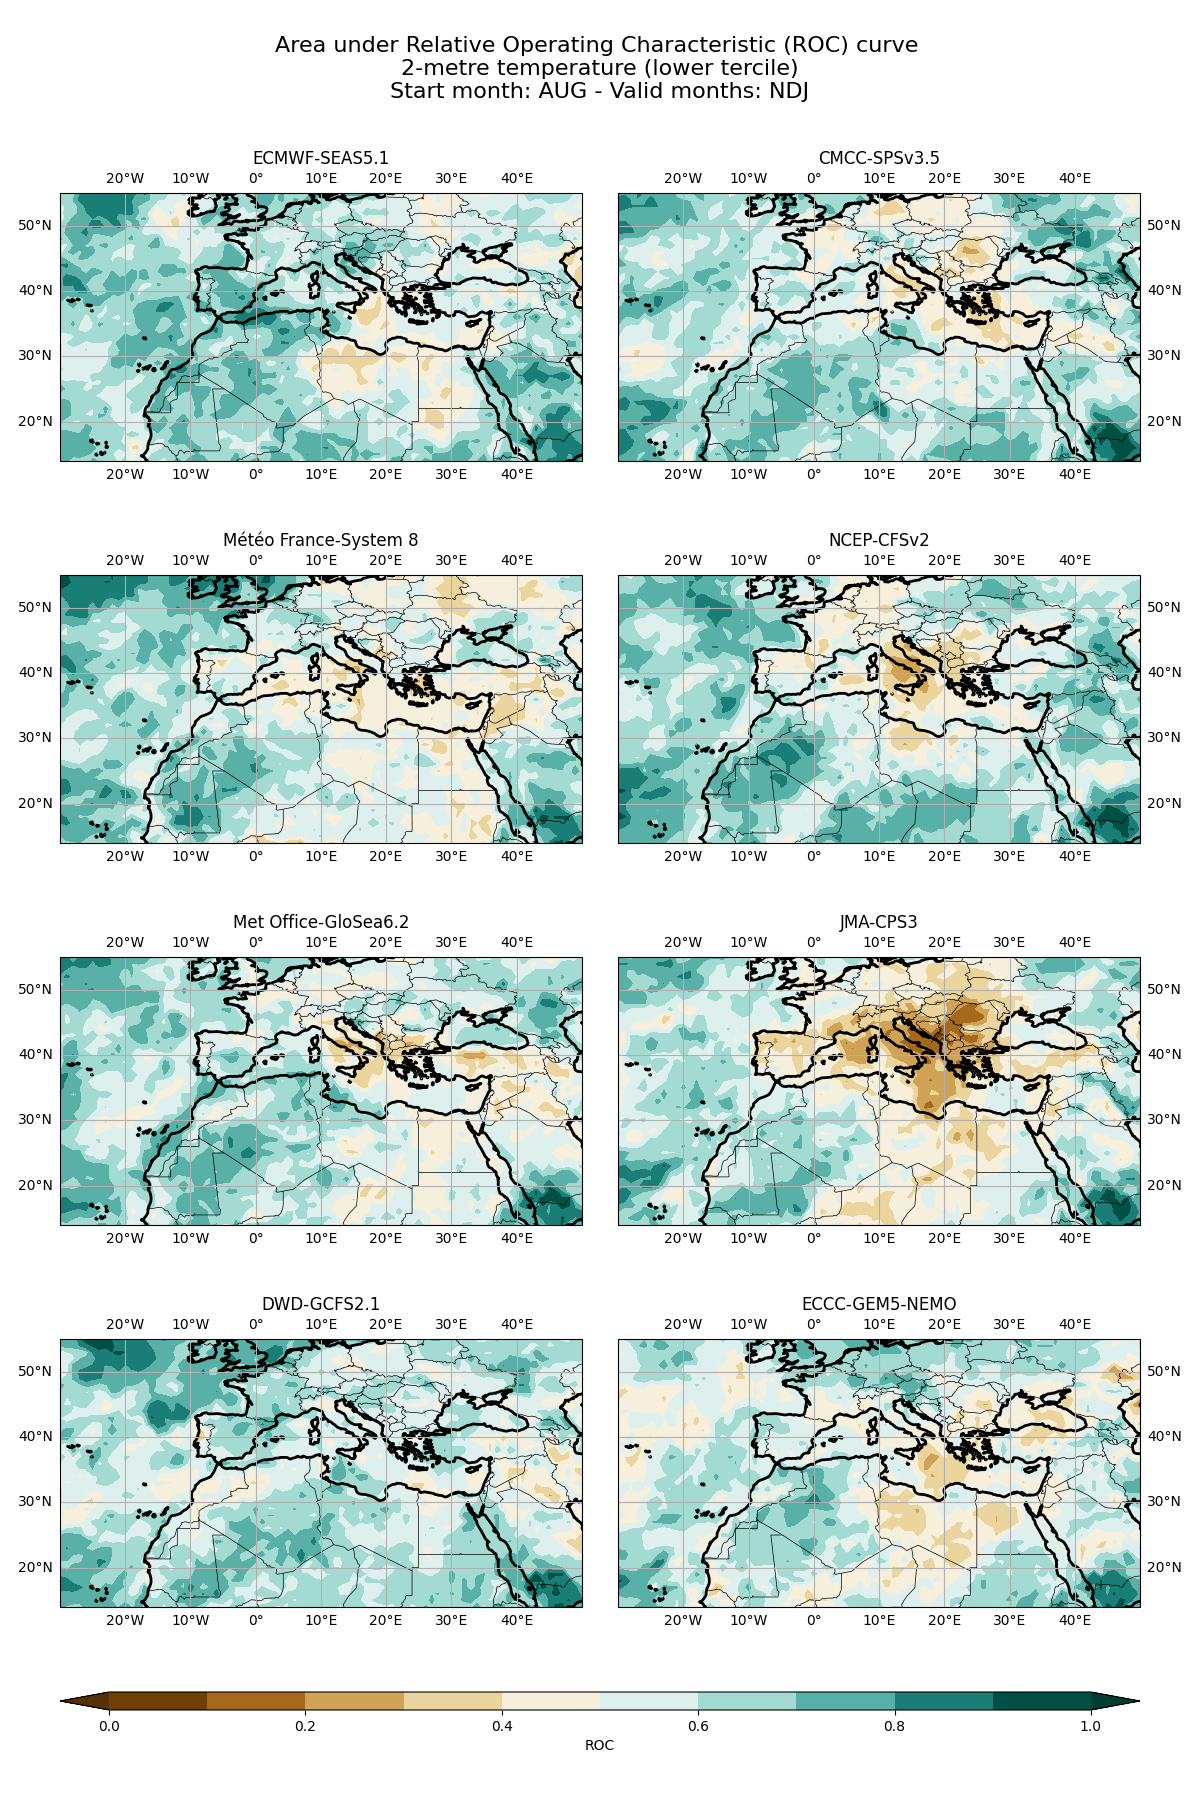 Area under Relative Operating Characteristic (ROC) curve
2-metre temperature (lower tercile)
Start month: AUG - Valid months: NDJ
ECMWF-SEAS5.1
CMCC-SPSv3.5
20°W 10°W 0° 10°E 20°E 30°E 40°E
20°W 10°W 0° 10°E 20°E 30°E 40°E
50°N
40°N
30°N
20°N
50°N
40°N
30°N
20°N
20°W 10°W 0° 10°E 20°E 30°E 40°E
20°W 10°W 0° 10°E 20°E 30°E 40°E
Météo France-System 8
NCEP-CFSv2
20°W 10°W 0° 10°E 20°E 30°E 40°E
20°W 10°W 0° 10°E 20°E 30°E 40°E
50°N
40°N
30°N
20°N
50°N
40°N
30°N
20°N
20°W 10°W 0° 10°E 20°E 30°E 40°E
20°W 10°W 0° 10°E 20°E 30°E 40°E
Met Office-GloSea6.2
JMA-CPS3
20°W 10°W 0° 10°E 20°E 30°E 40°E
20°W 10°W 0° 10°E 20°E 30°E 40°E
50°N
40°N
30°N
20°N
50°N
40°N
30°N
20°N
20°W 10°W 0° 10°E 20°E 30°E 40°E
20°W 10°W 0° 10°E 20°E 30°E 40°E
DWD-GCFS2.1
ECCC-GEM5-NEMO
20°W 10°W 0° 10°E 20°E 30°E 40°E
20°W 10°W 0° 10°E 20°E 30°E 40°E
50°N
40°N
30°N
20°N
50°N
40°N
30°N
20°N
20°W 10°W 0° 10°E 20°E 30°E 40°E
20°W 10°W 0° 10°E 20°E 30°E 40°E
0.0 0.2 0.4 0.6 0.8 1.0
ROC